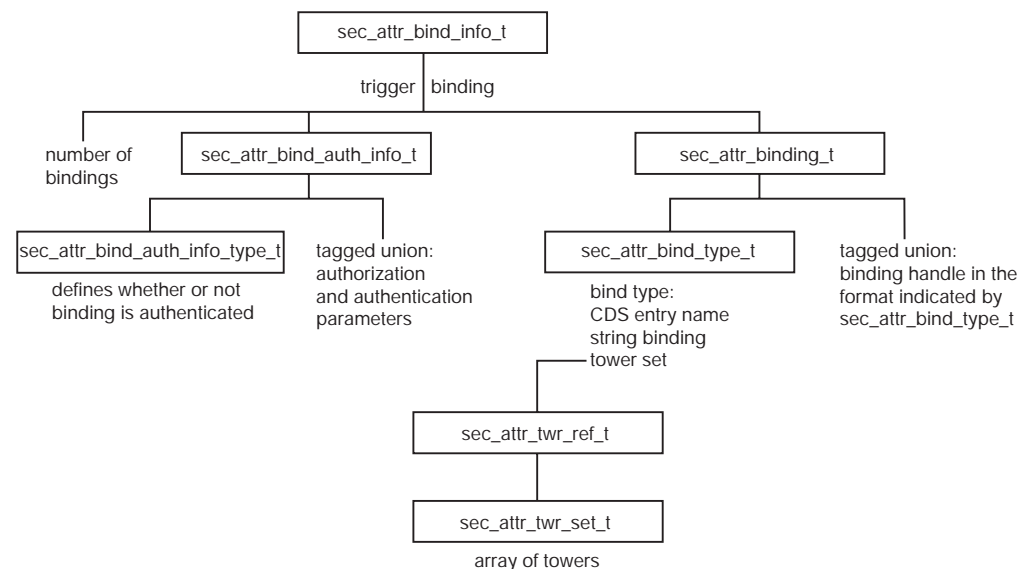 sec_attr_bind_info_t
trigger binding
number of
bindings
sec_attr_bind_auth_info_t
sec_attr_binding_t
sec_attr_bind_auth_info_type_t
defines whether or not
binding is authenticated
tagged union:
authorization
and authentication
parameters
sec_attr_bind_type_t
bind type:
CDS entry name
string binding
tower set
tagged union:
binding handle in the
format indicated by
sec_attr_bind_type_t
sec_attr_twr_ref_t
sec_attr_twr_set_t
array of towers